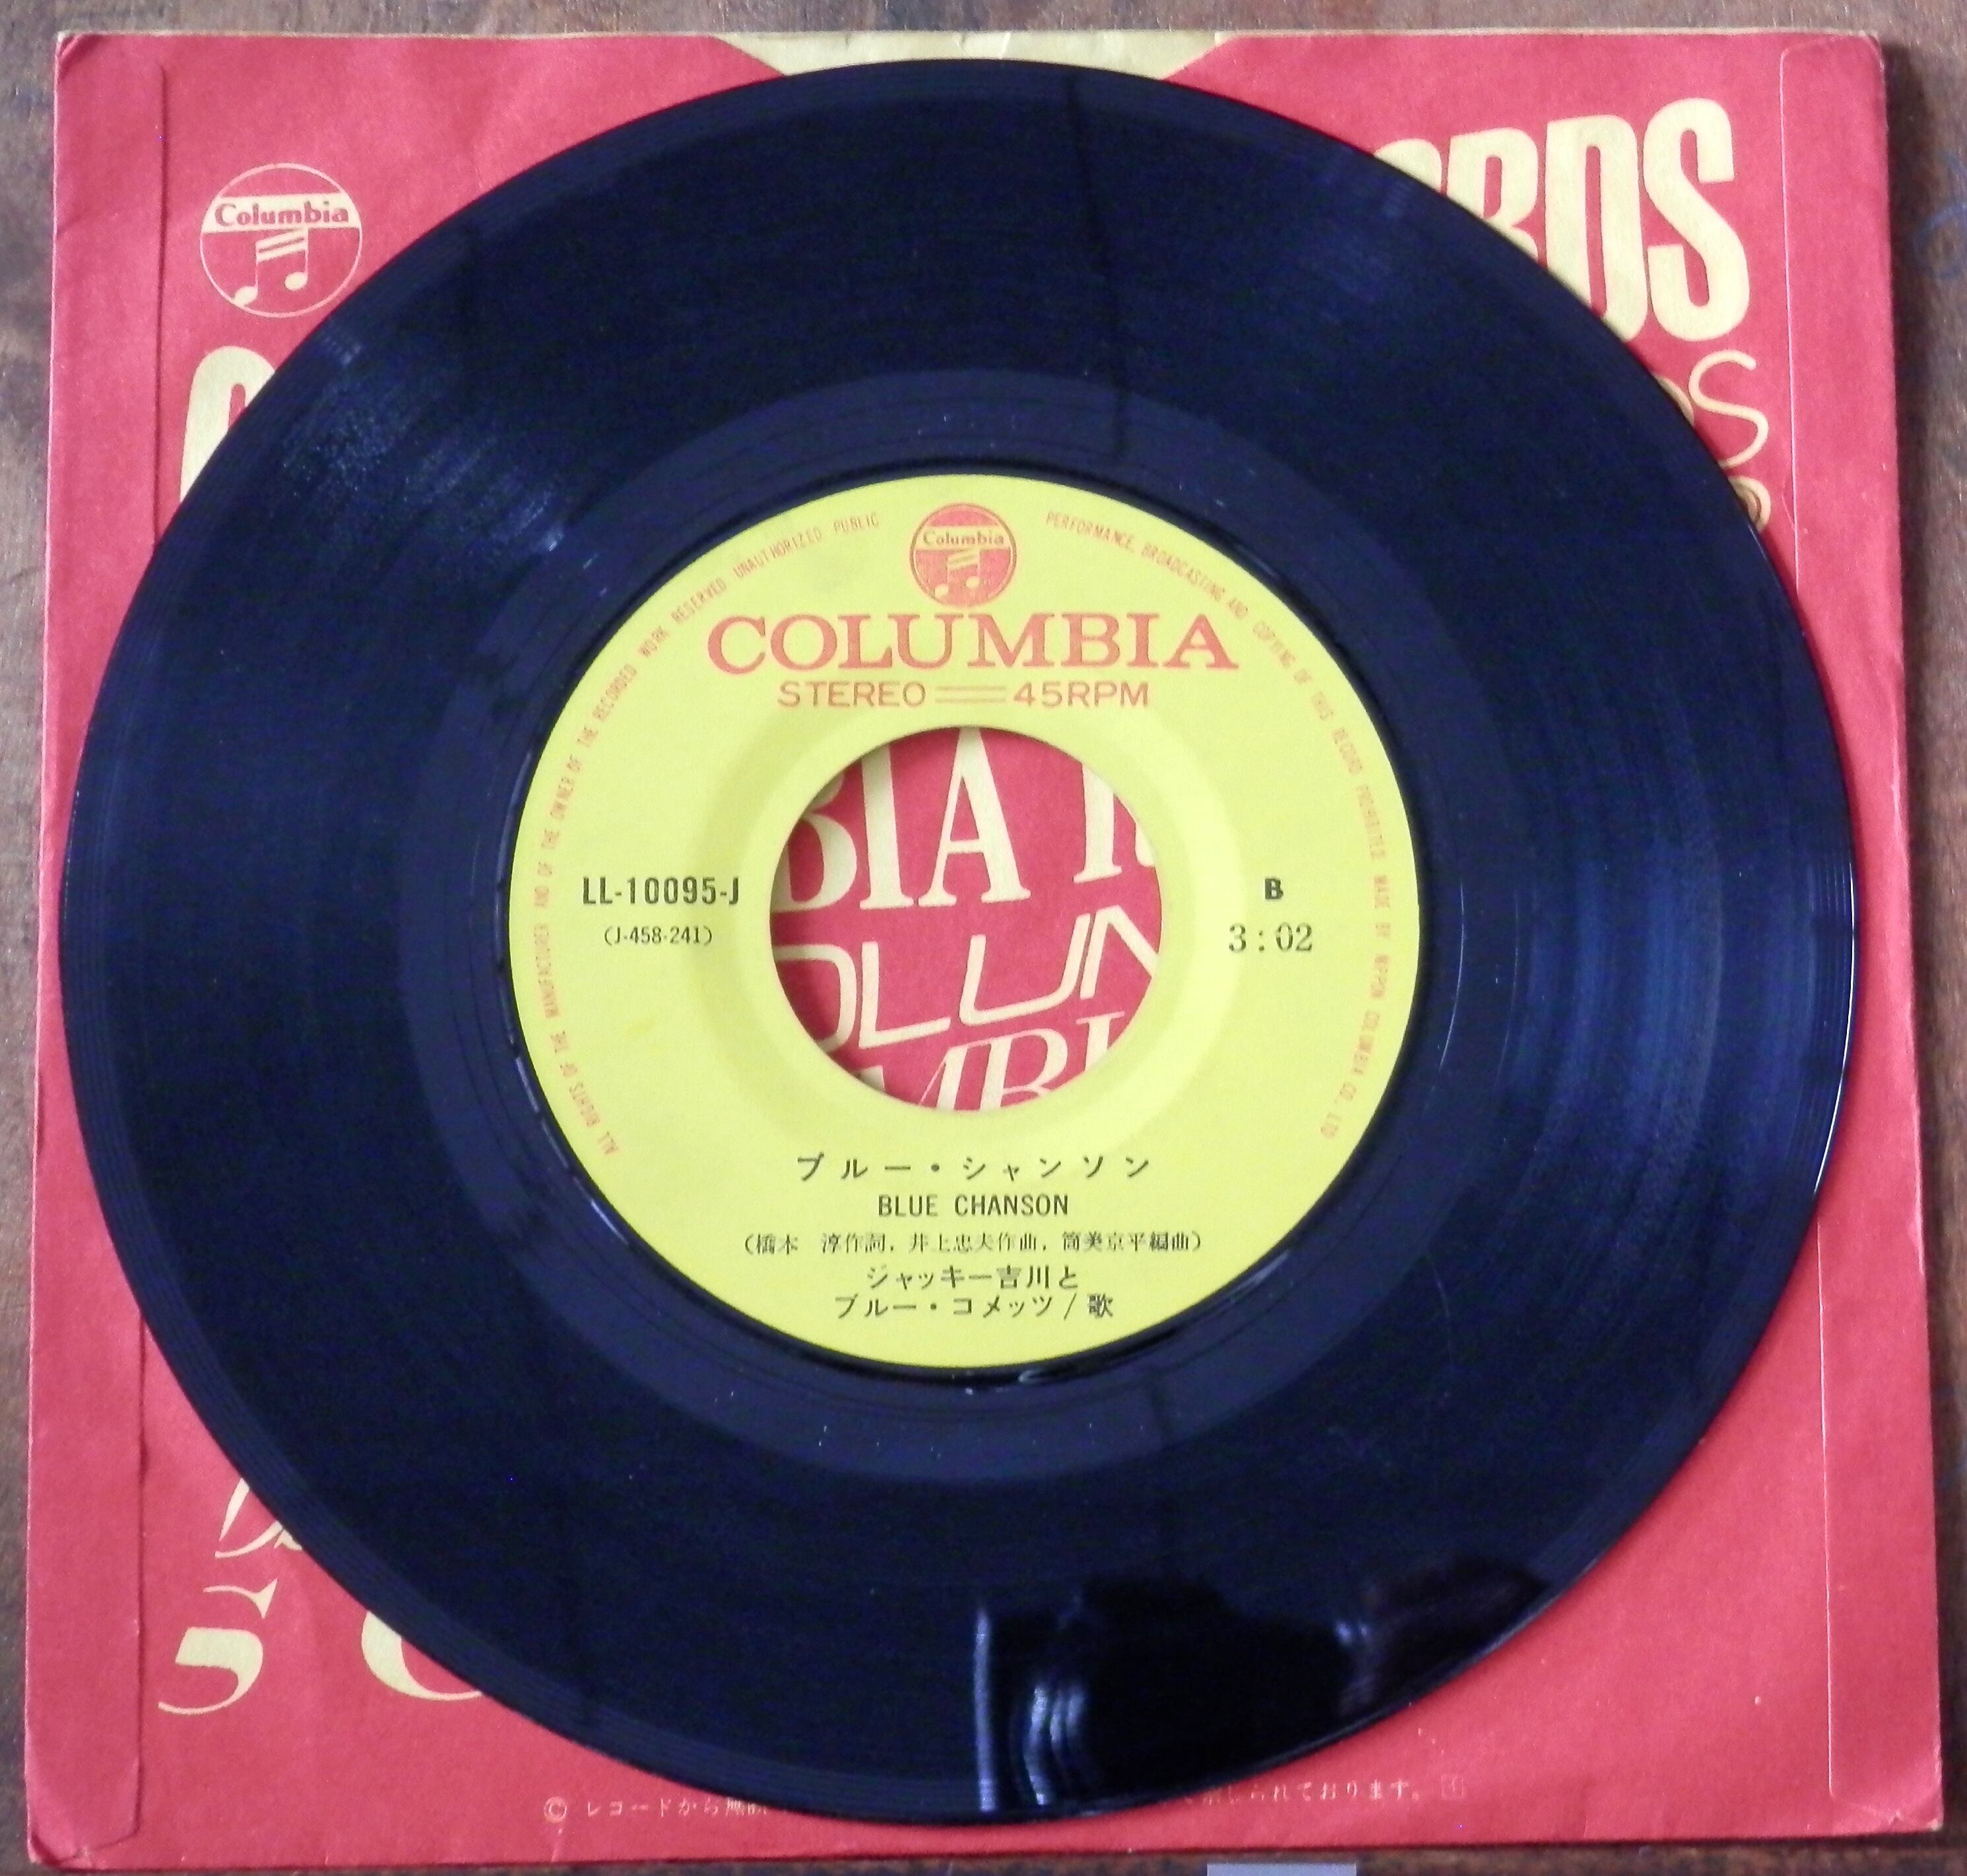 Columbia
RDS
Columbia
COLUMBIA
STEREO 45RPM
ALL RIGHTS OF THE MANUFACTURER AND OF THE OWNER OF THE RECORDED WORK RESERVED UNAUTHORIZED PUBLIC PERFORMANCE, BROADCASTING AND COPYING OF THIS RECORD PROHIBITED MADE BY NIPPON COLUMBIA CO., LTD
BIA
LL-10095-J
B
(J-458-241)
3:02
OLUM
MBI
ブルー・シャンソン
BLUE CHANSON
(橋本 淳作詞，井上忠夫作曲，筒美京平編曲)
ジャッキー吉川と
ブルー・コメッツ/歌
© レコードから無断 じられております。